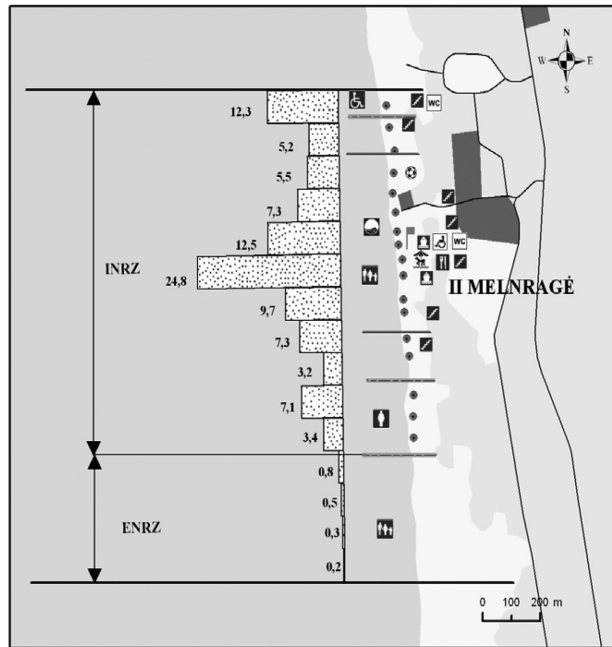 N
W E
S
12,3
WC
5,2
5,5
7,3
12,5
WC
INRZ
24,8
II MELNRAGĖ
9,7
7,3
3,2
7,1
3,4
0,8
0,5
ENRZ
0,3
0,2
0 100 200 m